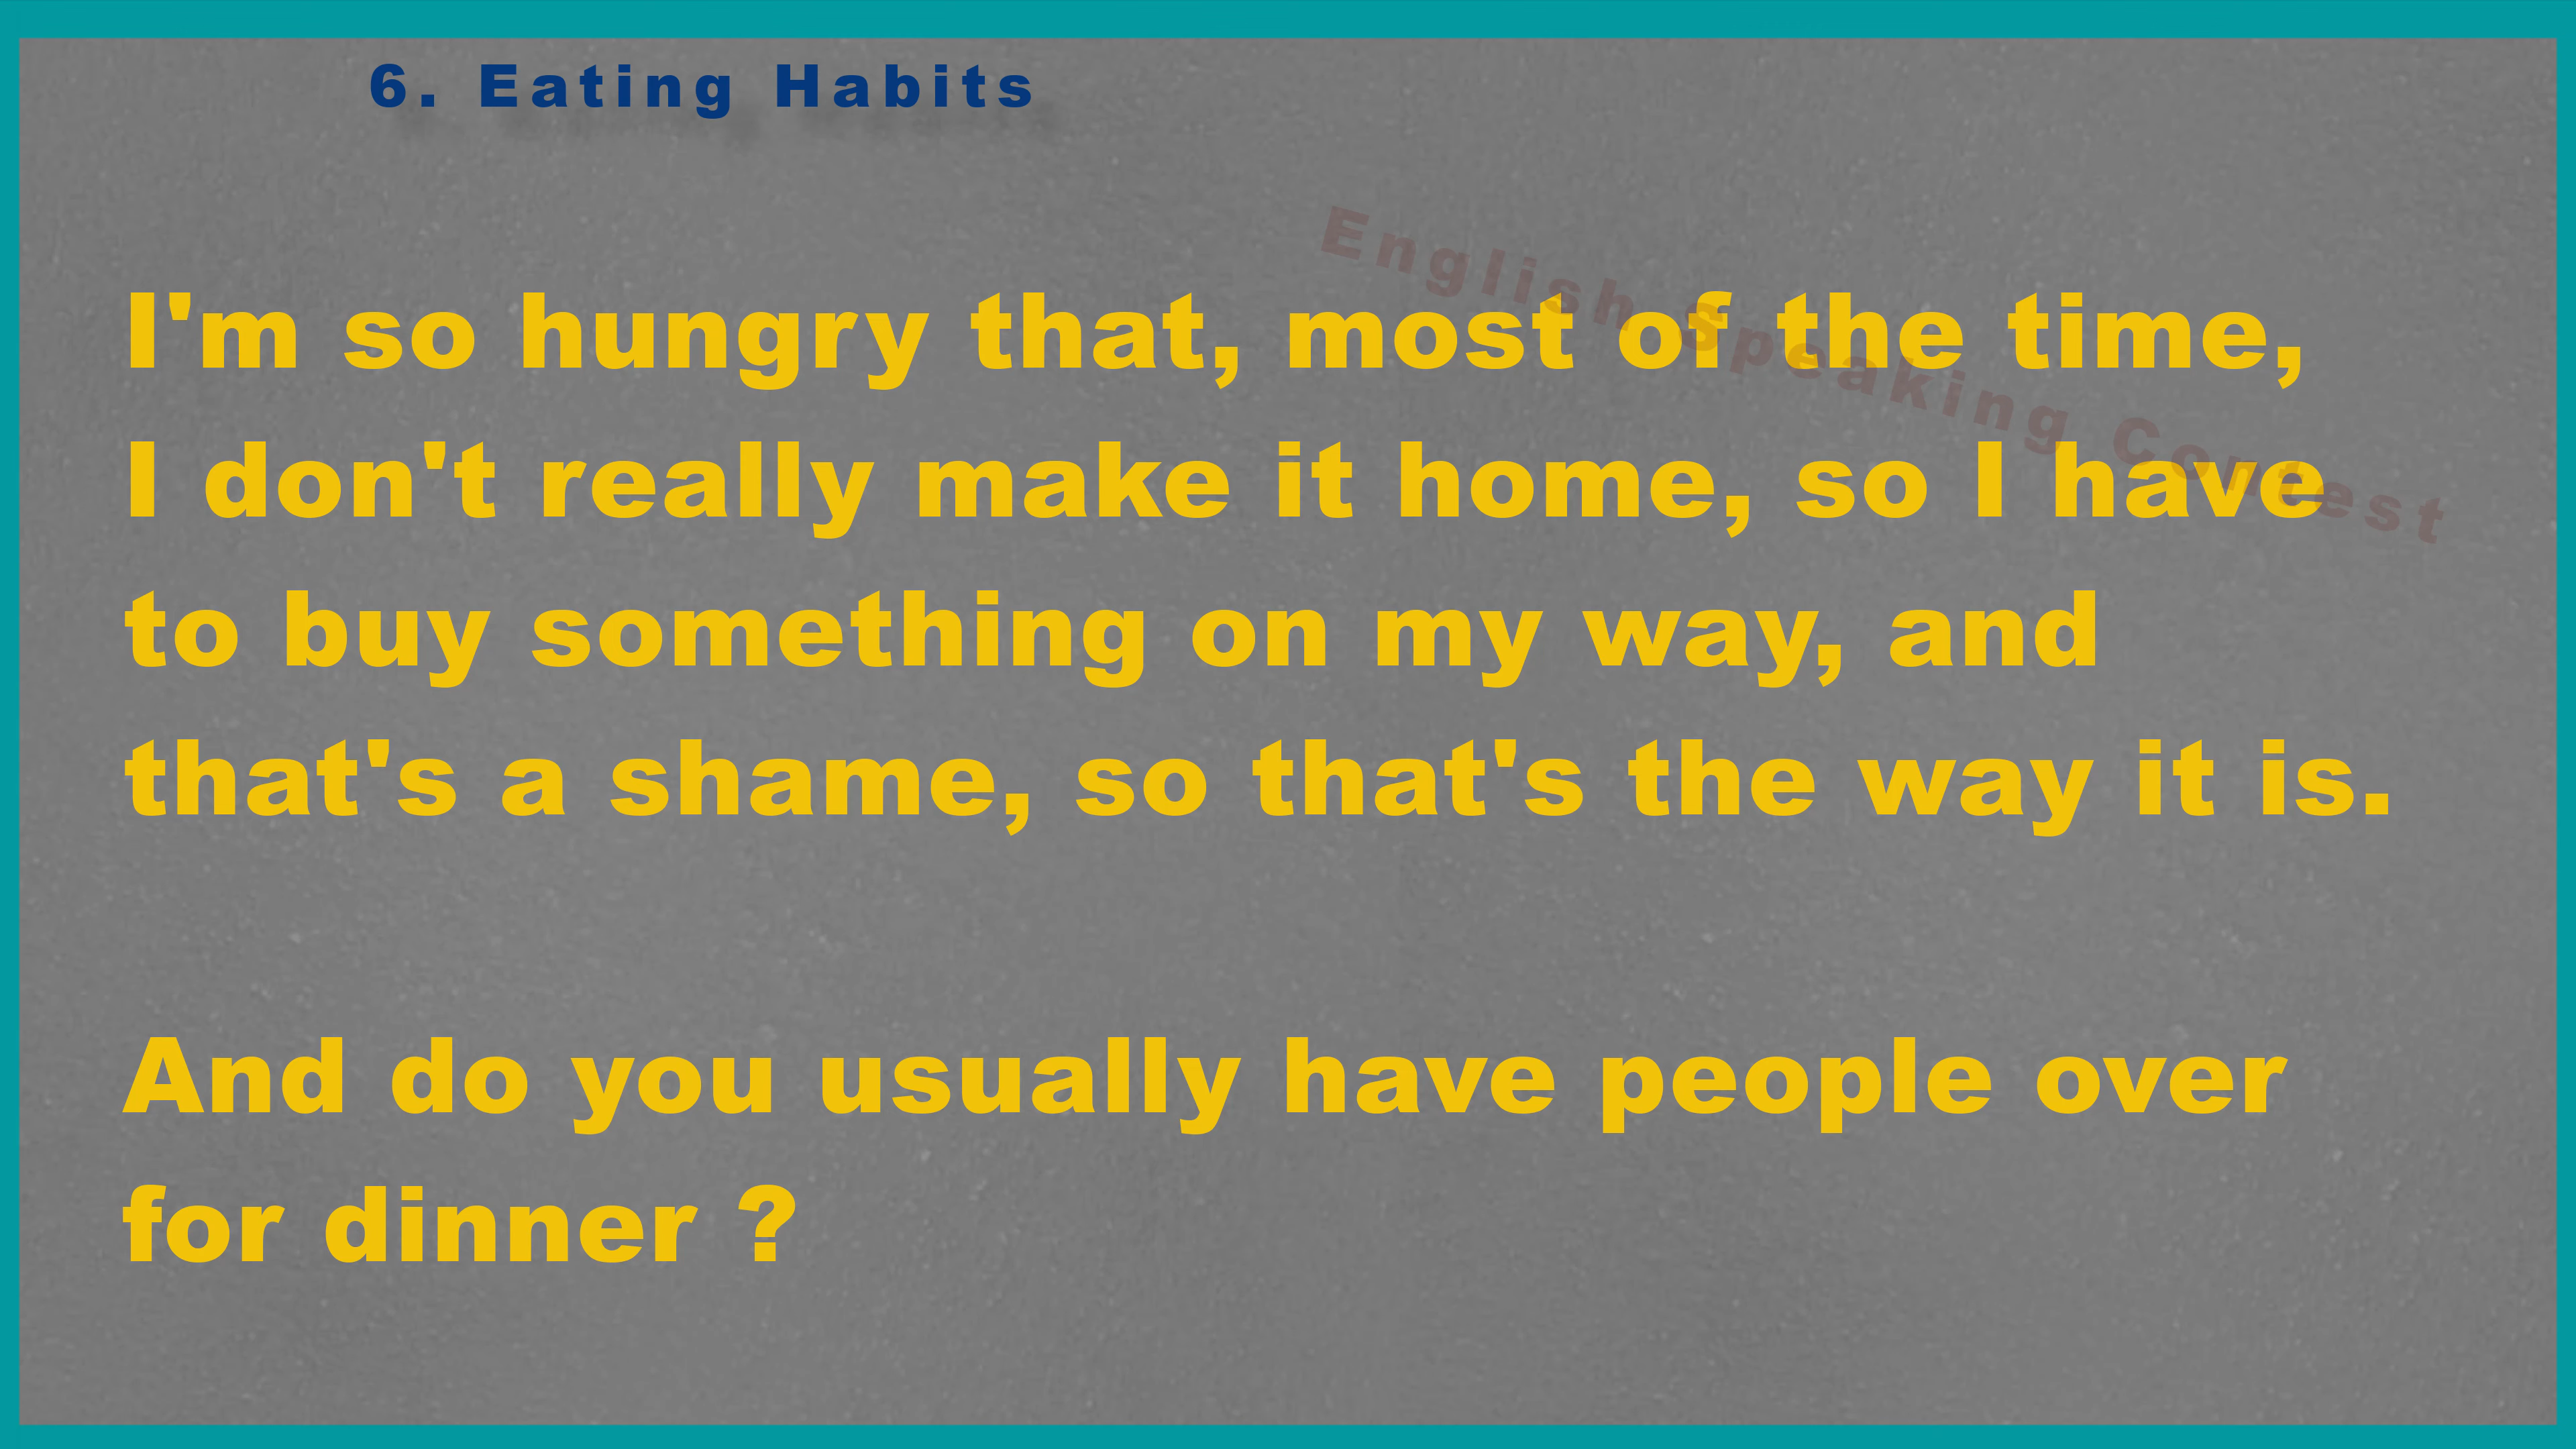 6. Eating Habits
English Speaking Contest
I'm so hungry that, most of the time,
I don't really make it home, so I have
to buy something on my way, and
that's a shame, so that's the way it is.
And do you usually have people over
for dinner ?